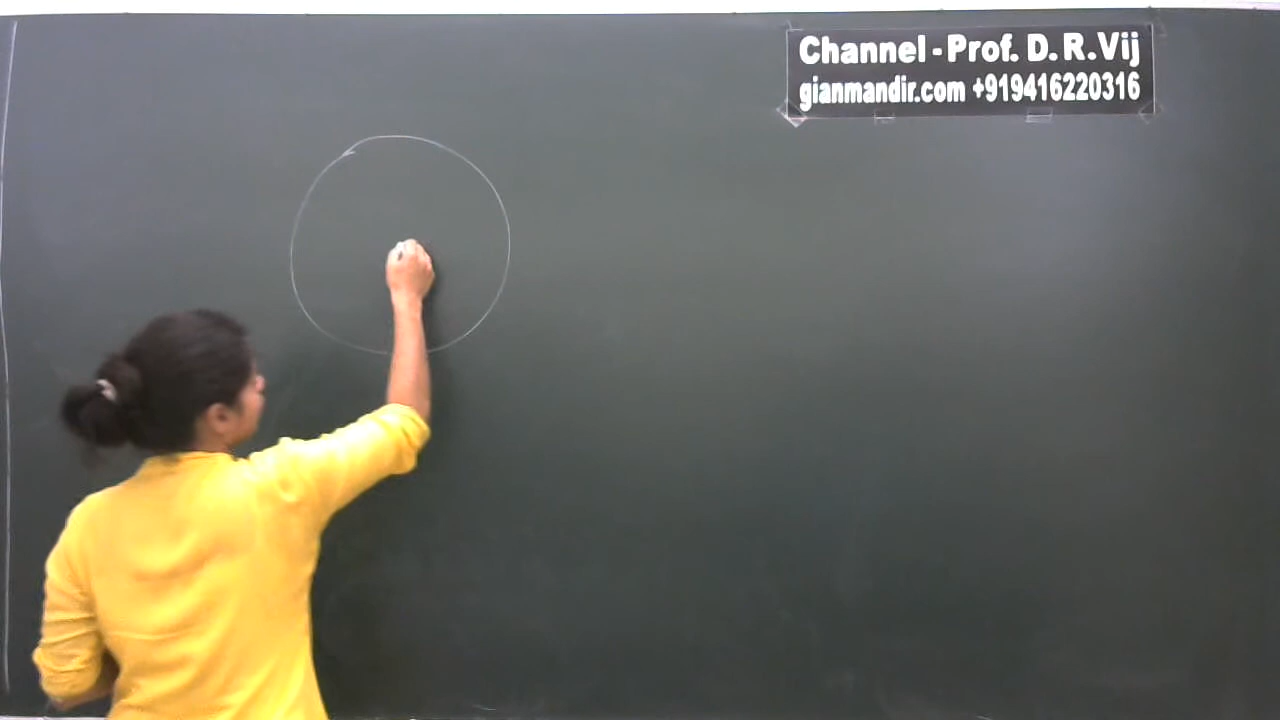 Channel - Prof. D. R. Vij
gianmandir.com +919416220316